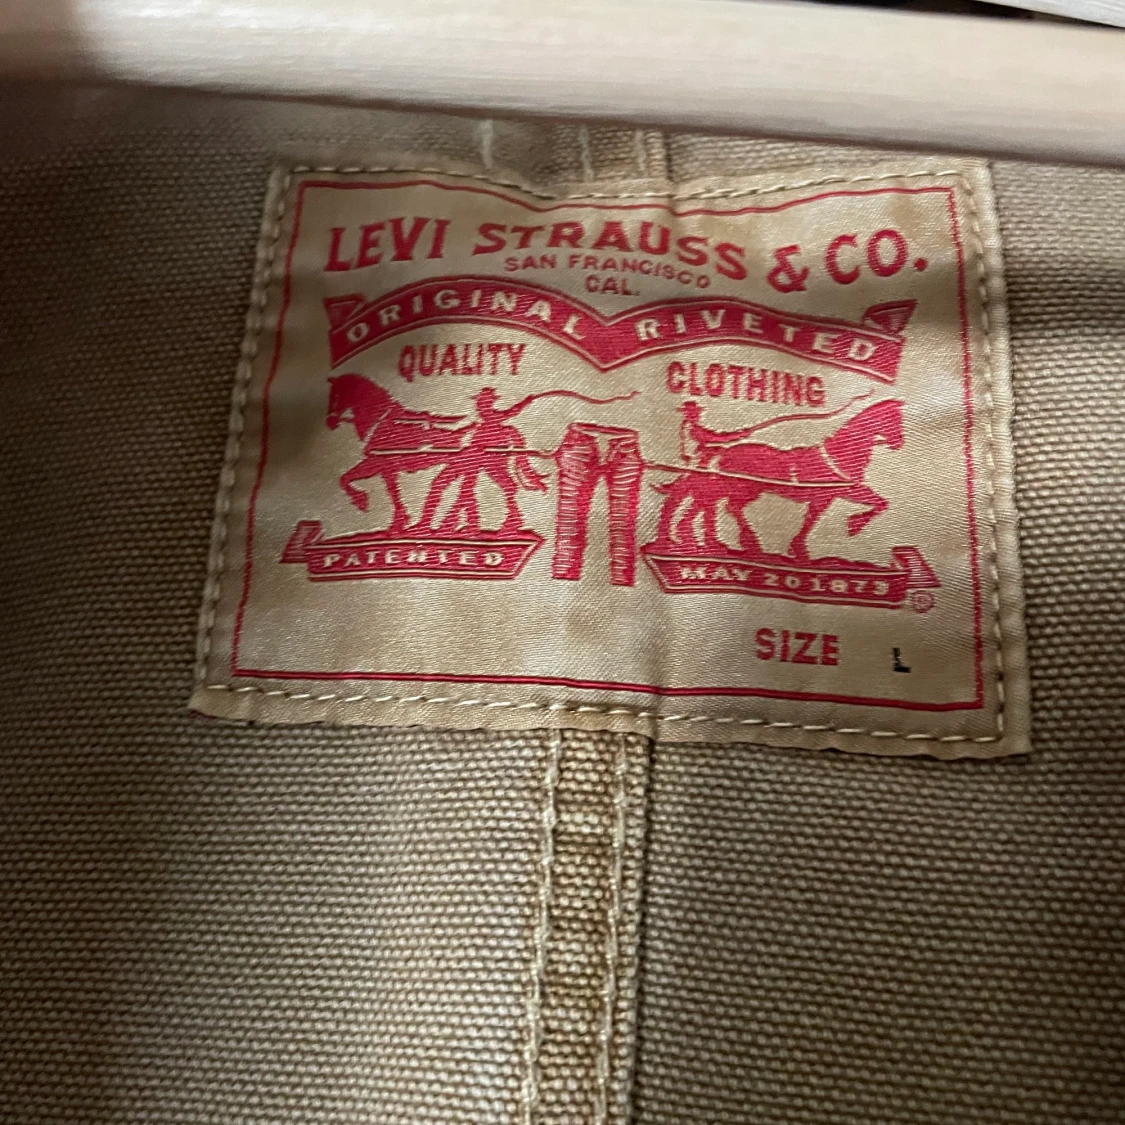 LEVI STRAUSS & CO.
SAN FRANCISCO
CAL.
ORIGINAL RIVETED
QUALITY CLOTHING
PATENTED MAY 20 1873
®
SIZE L